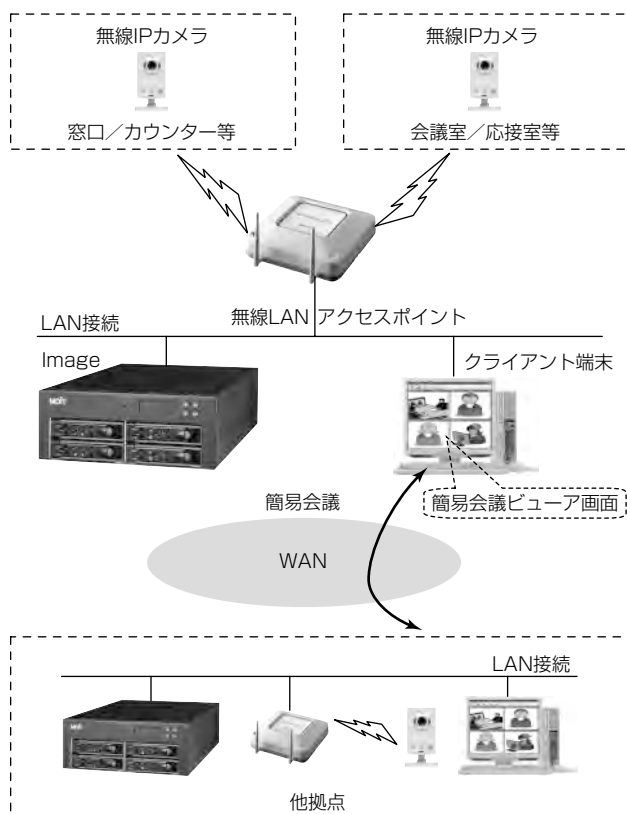 無線IPカメラ
無線IPカメラ
窓口／カウンター等
会議室／応接室等
LAN接続
無線LAN アクセスポイント
Image
クライアント端末
簡易会議
簡易会議ビューア画面
WAN
LAN接続
他拠点